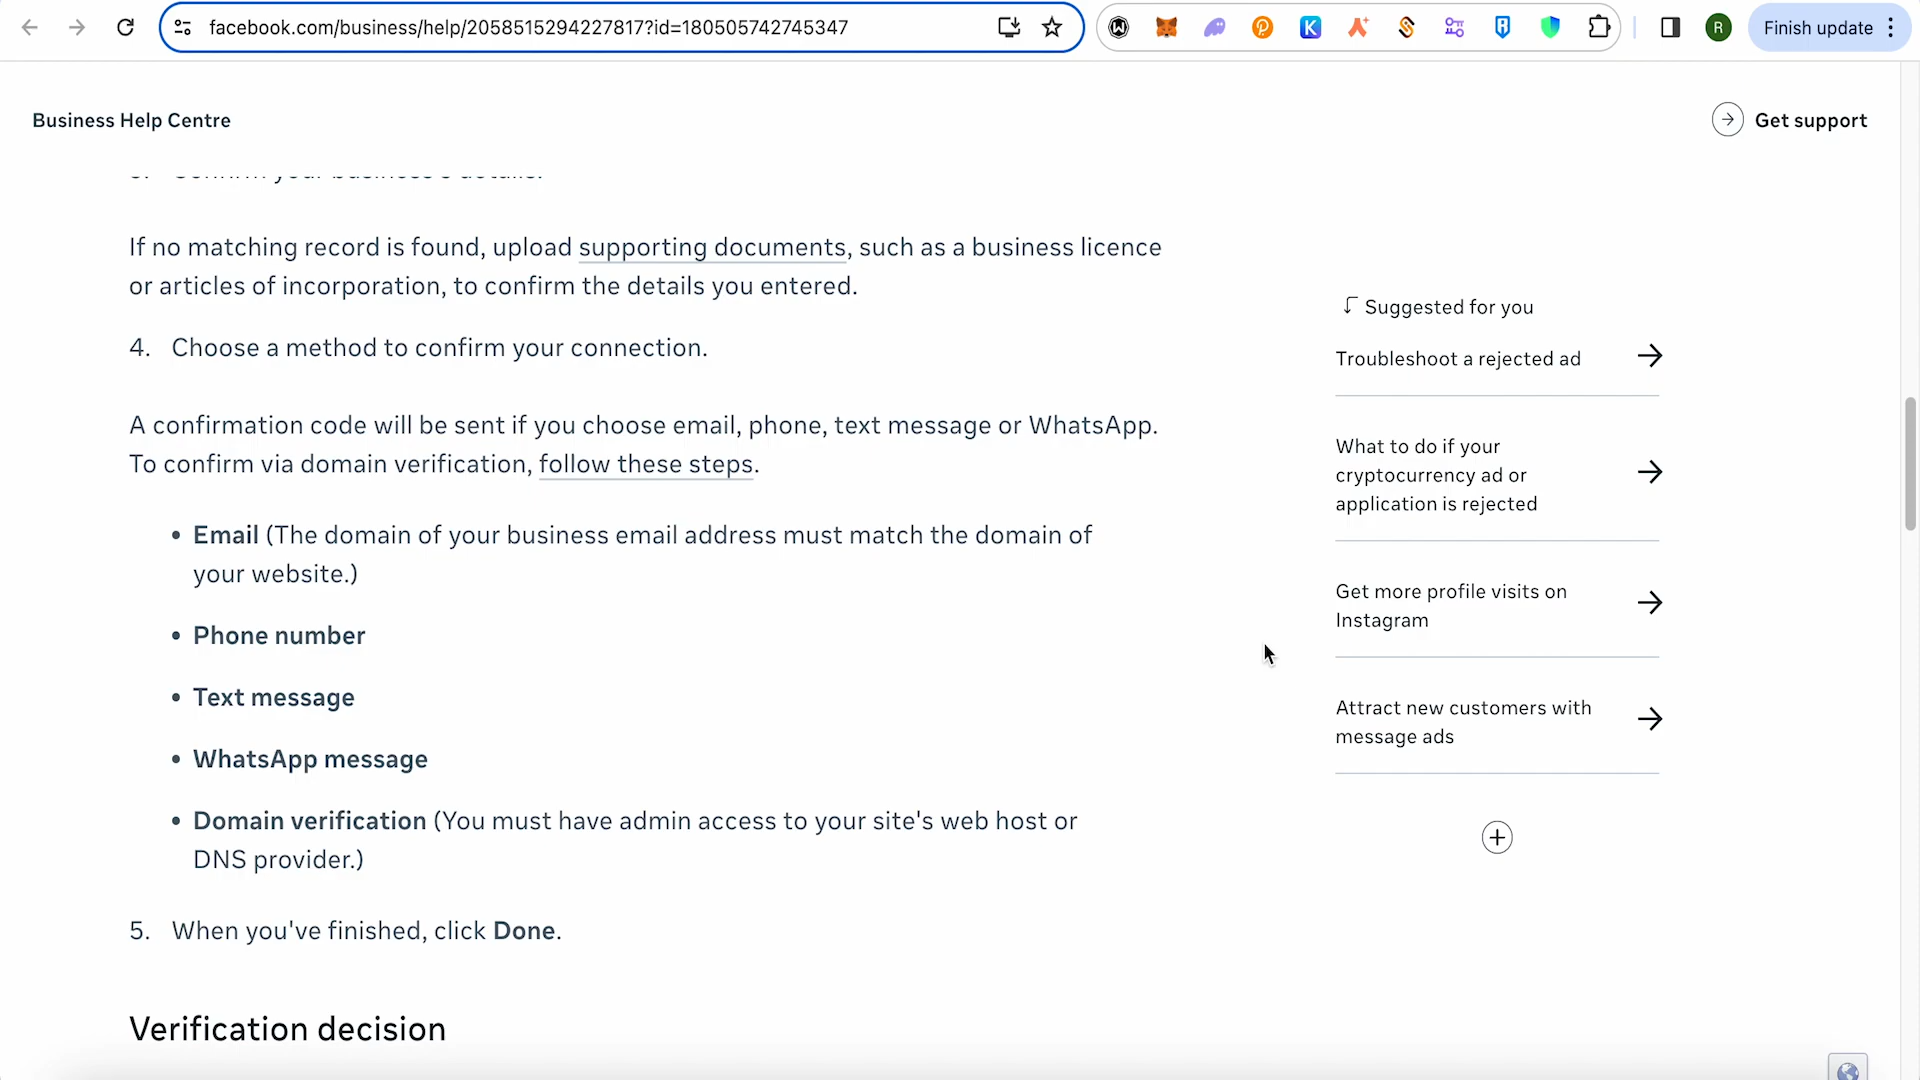 facebook.com/business/help/2058515294227817?id=180505742745347
R
Finish update
Business Help Centre
Get support
If no matching record is found, upload supporting documents, such as a business licence
or articles of incorporation, to confirm the details you entered.
4. Choose a method to confirm your connection.
A confirmation code will be sent if you choose email, phone, text message or WhatsApp.
To confirm via domain verification, follow these steps.
• Email (The domain of your business email address must match the domain of
your website.)
• Phone number
• Text message
• WhatsApp message
• Domain verification (You must have admin access to your site's web host or
DNS provider.)
5. When you've finished, click Done.
Verification decision
Suggested for you
Troubleshoot a rejected ad
What to do if your
cryptocurrency ad or
application is rejected
Get more profile visits on
Instagram
Attract new customers with
message ads